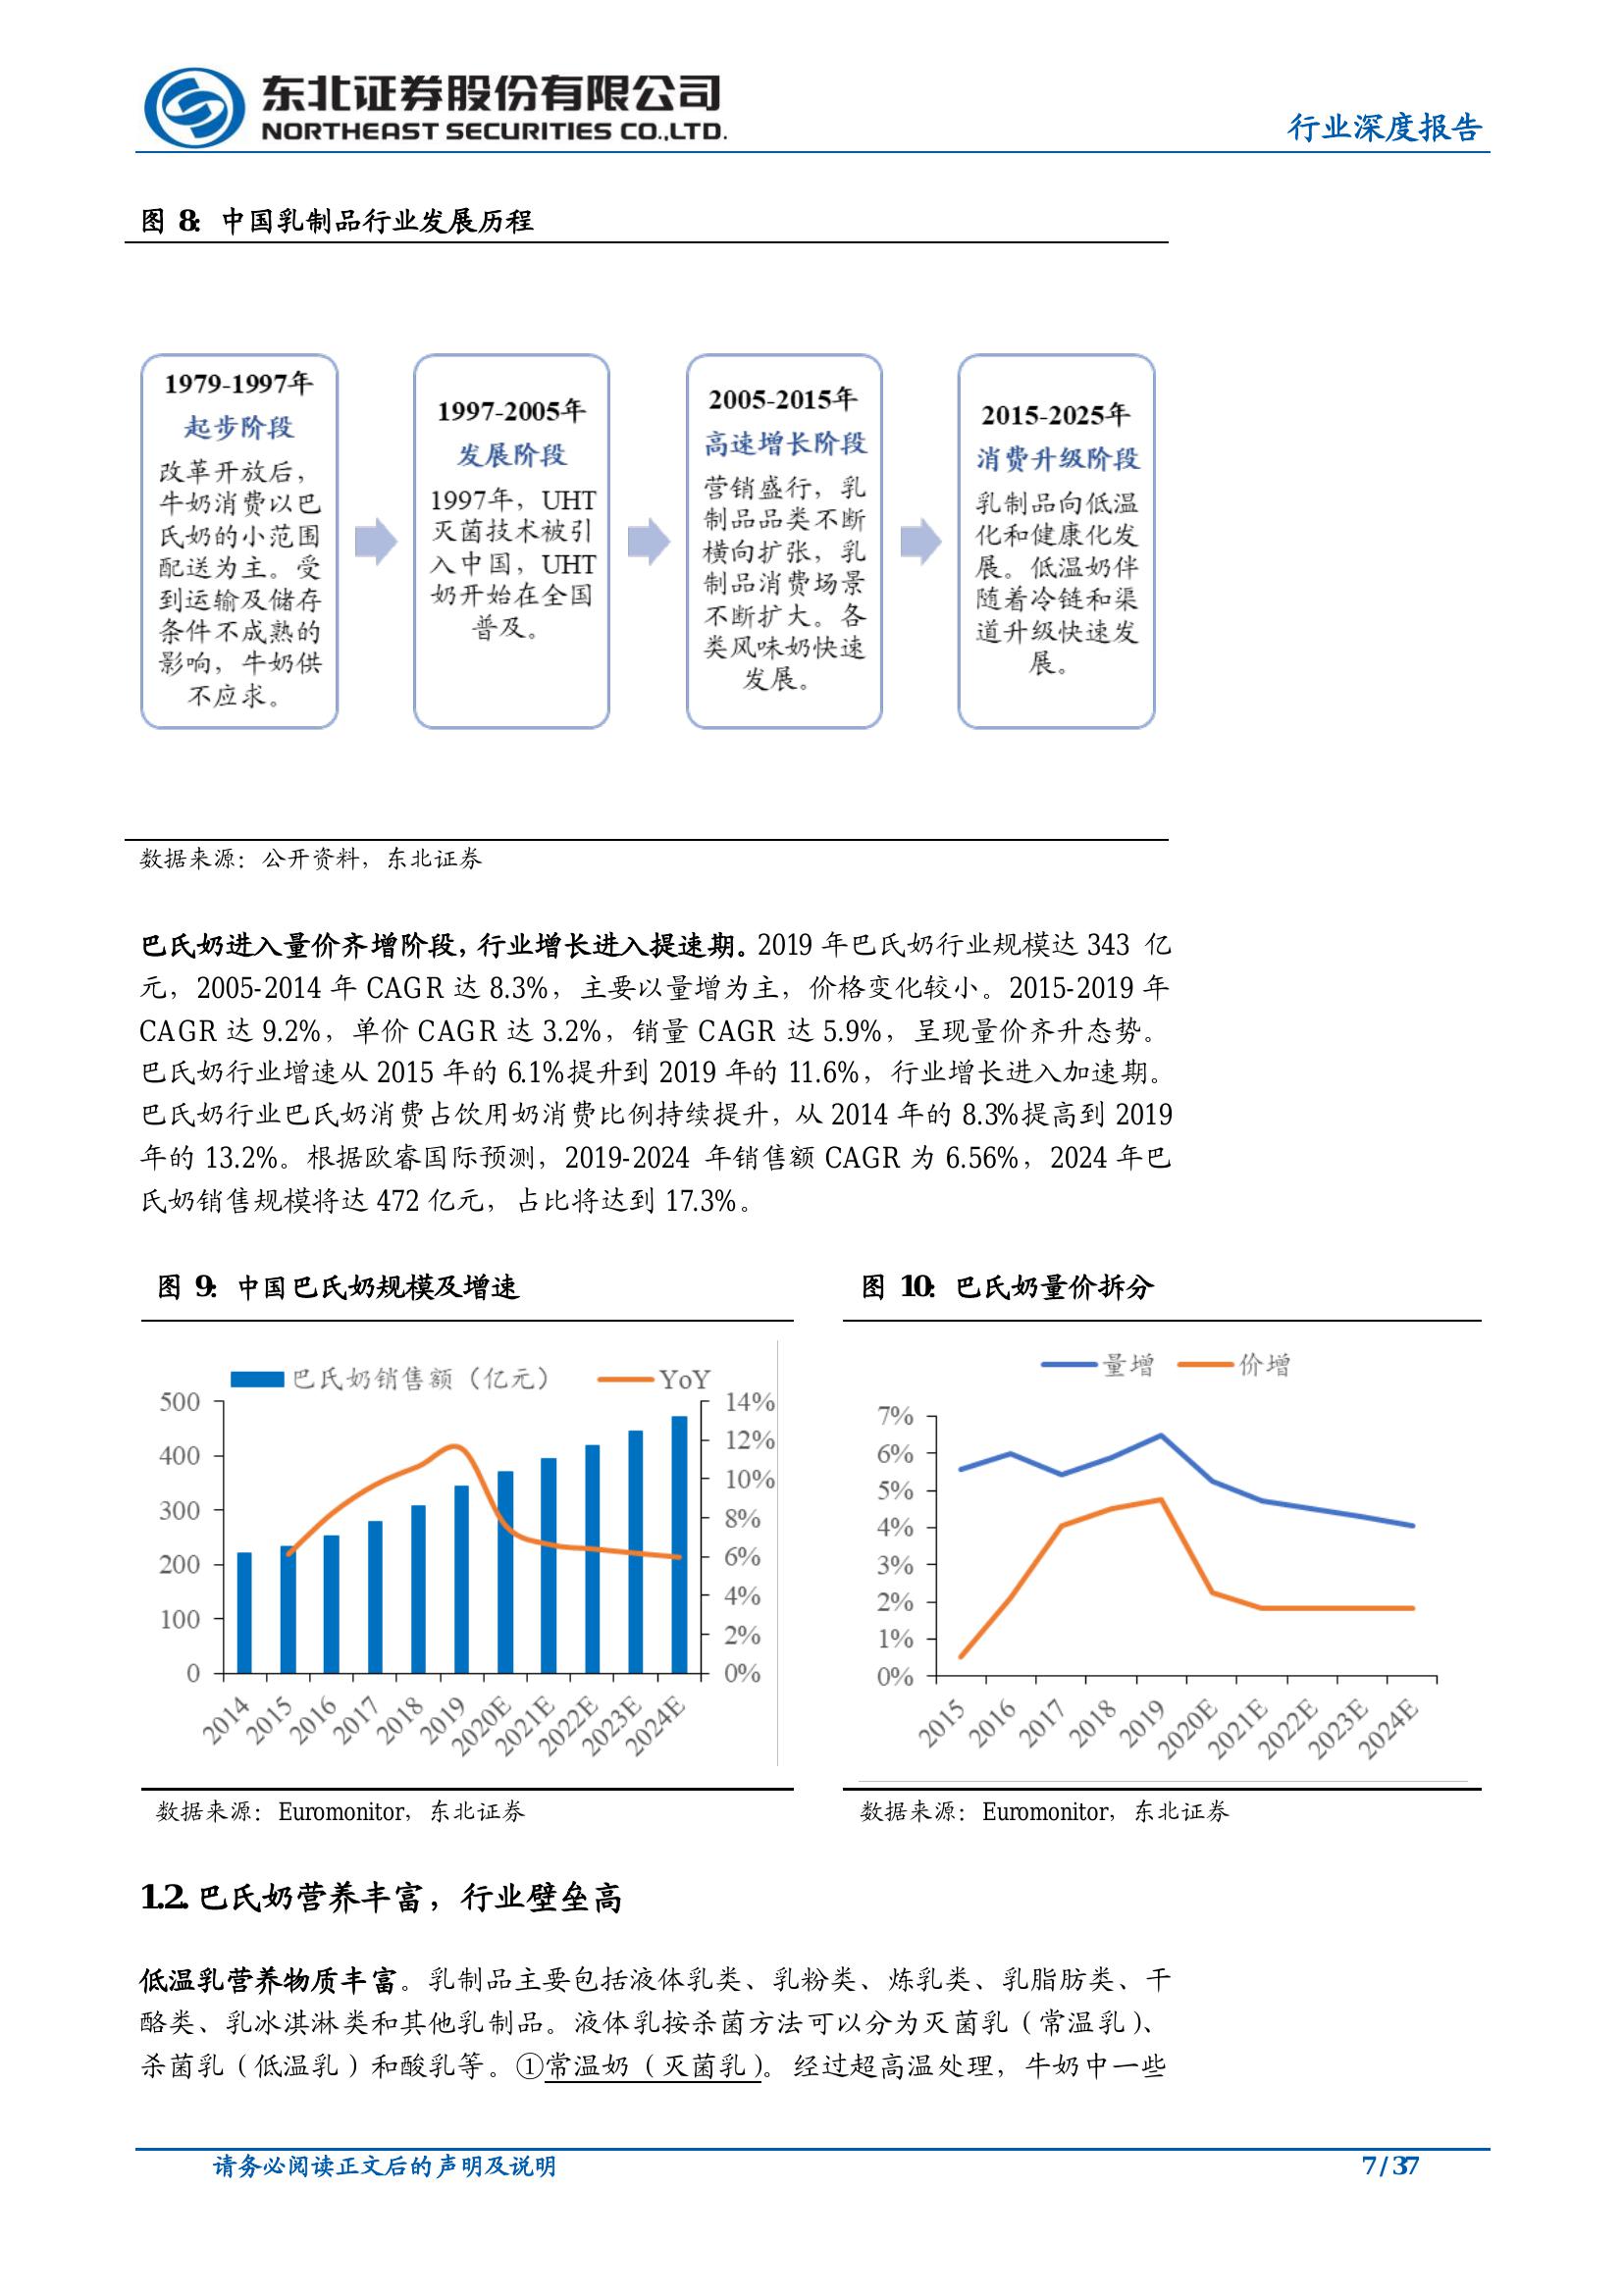 东北证券股份有限公司
NORTHEAST SECURITIES CO.,LTD.
行业深度报告
图 8: 中国乳制品行业发展历程
1979-1997年
起步阶段
改革开放后，
牛奶消费以巴
氏奶的小范围
配送为主。受
到运输及储存
条件不成熟的
影响，牛奶供
不应求。
1997-2005年
发展阶段
1997年，UHT
灭菌技术被引
入中国，UHT
奶开始在全国
普及。
2005-2015年
高速增长阶段
营销盛行，乳
制品品类不断
横向扩张，乳
制品消费场景
不断扩大。各
类风味奶快速
发展。
2015-2025年
消费升级阶段
乳制品向低温
化和健康化发
展。低温奶伴
随着冷链和渠
道升级快速发
展。
数据来源：公开资料，东北证券
巴氏奶进入量价齐增阶段，行业增长进入提速期。2019 年巴氏奶行业规模达 343 亿
元，2005-2014 年 CAGR 达 8.3%，主要以量增为主，价格变化较小。2015-2019 年
CAGR 达 9.2%，单价 CAGR 达 3.2%，销量 CAGR 达 5.9%，呈现量价齐升态势。
巴氏奶行业增速从 2015 年的 6.1%提升到 2019 年的 11.6%，行业增长进入加速期。
巴氏奶行业巴氏奶消费占饮用奶消费比例持续提升，从 2014 年的 8.3%提高到 2019
年的 13.2%。根据欧睿国际预测，2019-2024 年销售额 CAGR 为 6.56%，2024 年巴
氏奶销售规模将达 472 亿元，占比将达到 17.3%。
图 9: 中国巴氏奶规模及增速
巴氏奶销售额（亿元）
YoY
500
400
300
200
100
0
14%
12%
10%
8%
6%
4%
2%
0%
2014
2015
2016
2017
2018
2019
2020E
2021E
2022E
2023E
2024E
数据来源：Euromonitor，东北证券
图 10: 巴氏奶量价拆分
量增
价增
7%
6%
5%
4%
3%
2%
1%
0%
2015
2016
2017
2018
2019
2020E
2021E
2022E
2023E
2024E
数据来源：Euromonitor，东北证券
1.2. 巴氏奶营养丰富，行业壁垒高
低温乳营养物质丰富。乳制品主要包括液体乳类、乳粉类、炼乳类、乳脂肪类、干
酪类、乳冰淇淋类和其他乳制品。液体乳按杀菌方法可以分为灭菌乳（常温乳）、
杀菌乳（低温乳）和酸乳等。①常温奶（灭菌乳）。经过超高温处理，牛奶中一些
请务必阅读正文后的声明及说明
7 / 37